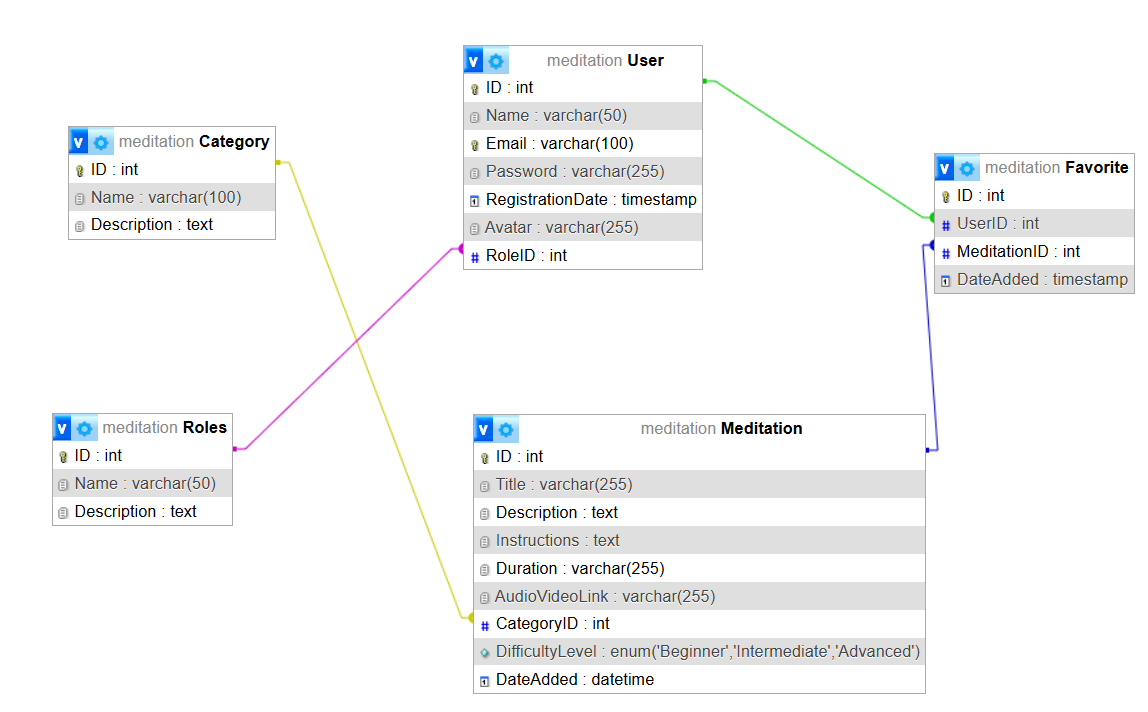 v meditation User
ID : int
Name : varchar(50)
Email : varchar(100)
Password : varchar(255)
RegistrationDate : timestamp
Avatar : varchar(255)
# RoleID : int
v meditation Category
ID : int
Name : varchar(100)
Description : text
v meditation Favorite
ID : int
# UserID : int
# MeditationID : int
DateAdded : timestamp
v meditation Roles
ID : int
Name : varchar(50)
Description : text
v meditation Meditation
ID : int
Title : varchar(255)
Description : text
Instructions : text
Duration : varchar(255)
AudioVideoLink : varchar(255)
# CategoryID : int
DifficultyLevel : enum('Beginner','Intermediate','Advanced')
DateAdded : datetime